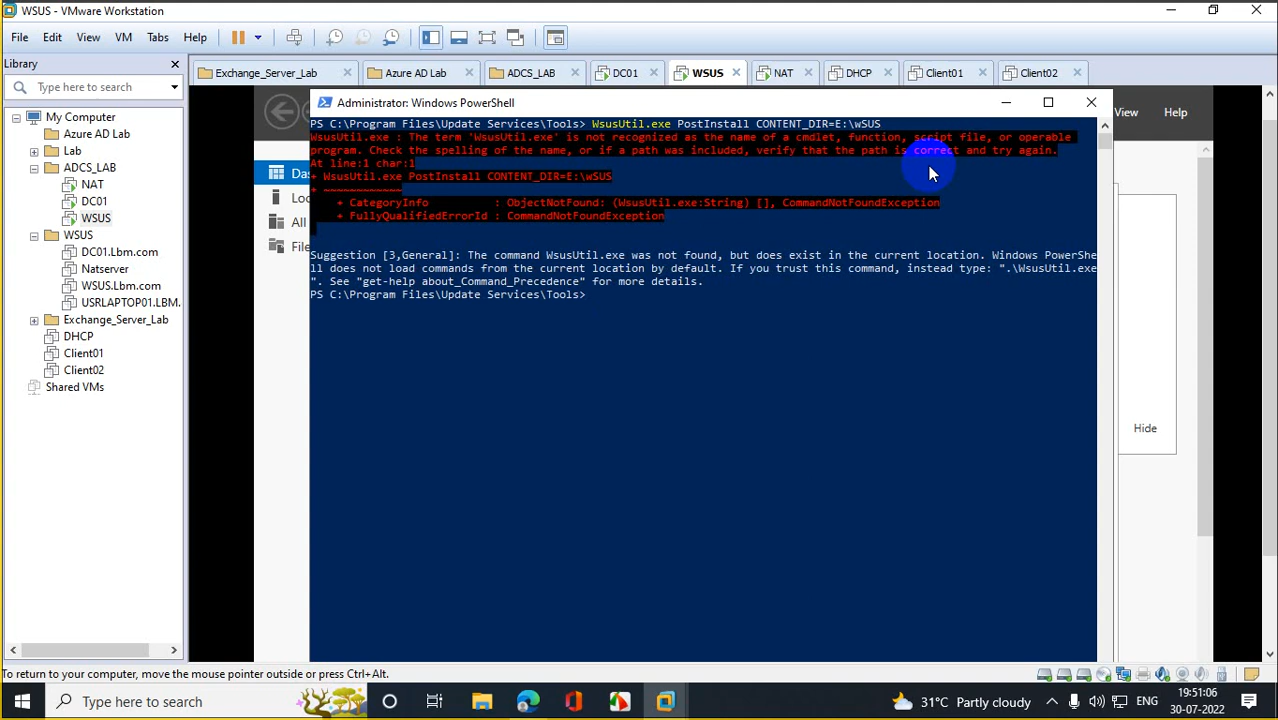 WSUS - VMware Workstation
File Edit View VM Tabs Help
Library
Type here to search
My Computer
Azure AD Lab
Lab
ADCS_LAB
NAT
DC01
WSUS
WSUS
DC01.Lbm.com
Natserver
WSUS.Lbm.com
USRLAPTOP01.LBM.
Exchange_Server_Lab
DHCP
Client01
Client02
Shared VMs
Exchange_Server_Lab Azure AD Lab ADCS_LAB DC01 WSUS NAT DHCP Client01 Client02
View Help
Das
Loc
All
File
Hide
Administrator: Windows PowerShell
PS C:\Program Files\Update Services\Tools> WsusUtil.exe PostInstall CONTENT_DIR=E:\wSUS
WsusUtil.exe : The term 'WsusUtil.exe' is not recognized as the name of a cmdlet, function, script file, or operable
program. Check the spelling of the name, or if a path was included, verify that the path is correct and try again.
At line:1 char:1
+ WsusUtil.exe PostInstall CONTENT_DIR=E:\wSUS
+ ~~~~~~~~~~~~
+ CategoryInfo : ObjectNotFound: (WsusUtil.exe:String) [], CommandNotFoundException
+ FullyQualifiedErrorId : CommandNotFoundException
Suggestion [3,General]: The command WsusUtil.exe was not found, but does exist in the current location. Windows PowerShe
ll does not load commands from the current location by default. If you trust this command, instead type: ".\WsusUtil.exe
". See "get-help about_Command_Precedence" for more details.
PS C:\Program Files\Update Services\Tools>
To return to your computer, move the mouse pointer outside or press Ctrl+Alt.
Type here to search
31°C Partly cloudy
ENG
19:51:06
30-07-2022